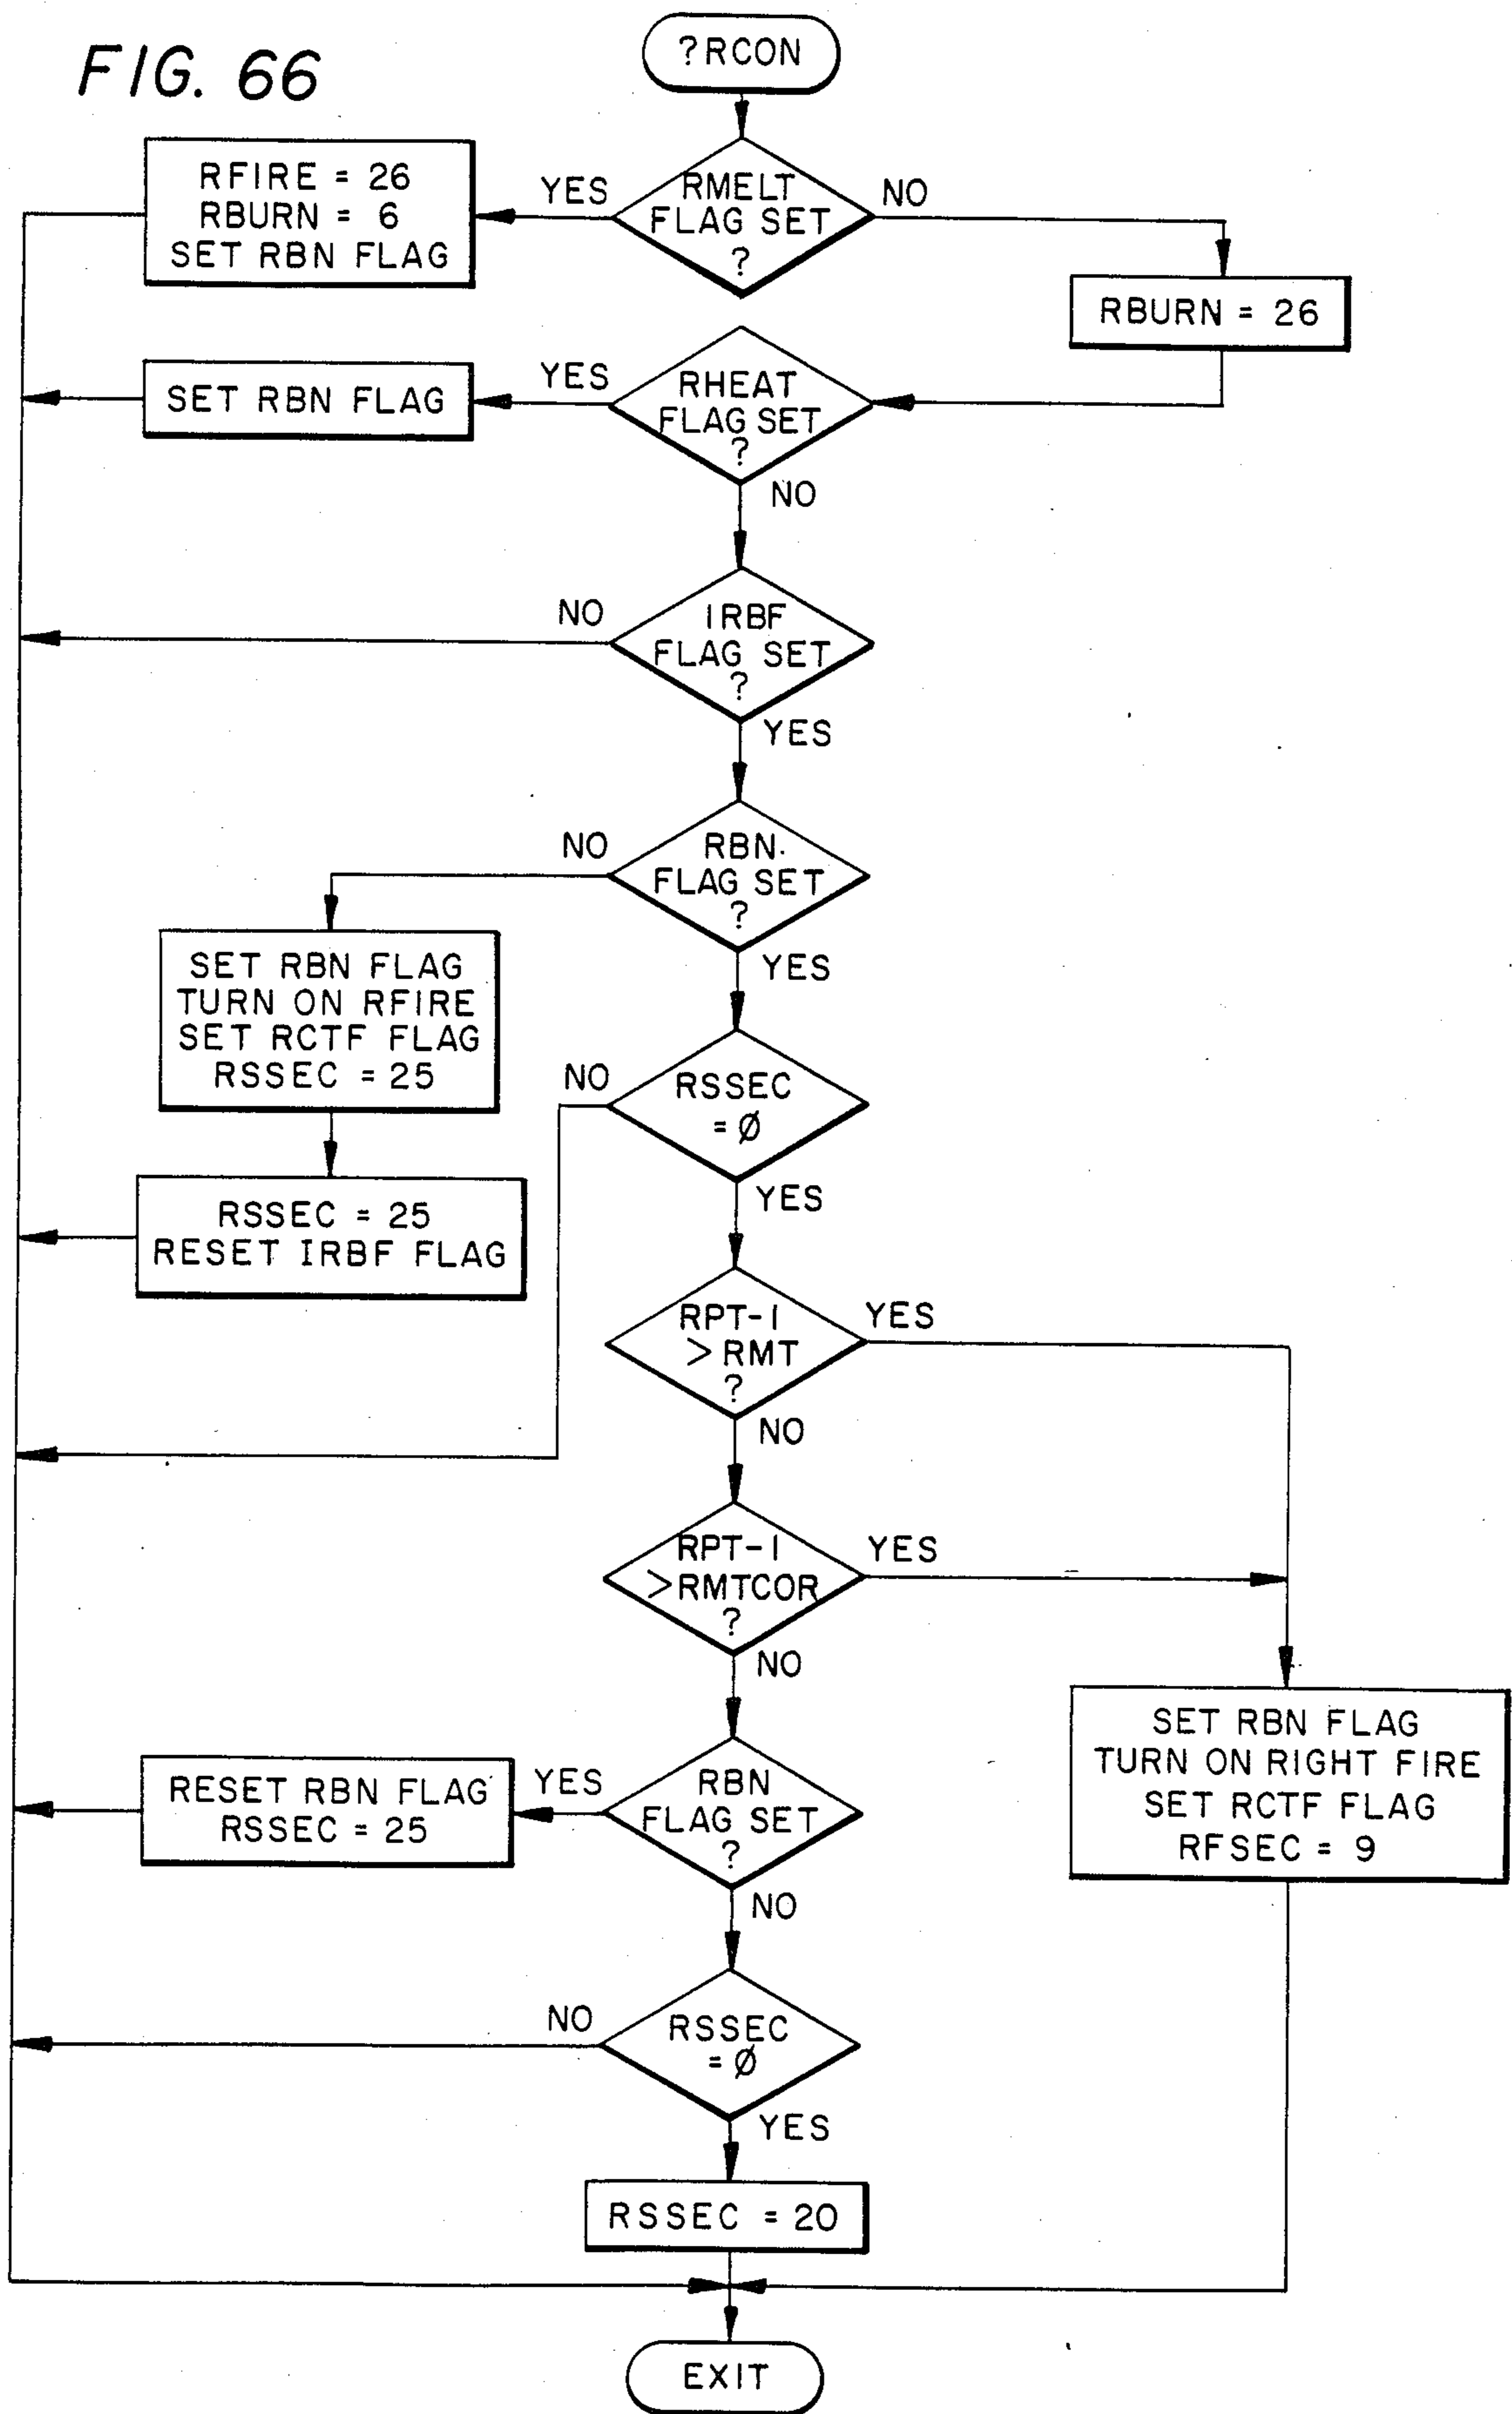 FIG. 66
?RCON
RMELT
FLAG SET
?
YES
NO
RFIRE = 26
RBURN = 6
SET RBN FLAG
RBURN = 26
RHEAT
FLAG SET
?
YES
NO
SET RBN FLAG
IRBF
FLAG SET
?
NO
YES
RBN
FLAG SET
?
NO
YES
SET RBN FLAG
TURN ON RFIRE
SET RCTF FLAG
RSSEC = 25
RSSEC = 25
RESET IRBF FLAG
RSSEC
= Ø
NO
YES
RPT-1
> RMT
?
YES
NO
RPT-1
> RMTCOR
?
YES
NO
SET RBN FLAG
TURN ON RIGHT FIRE
SET RCTF FLAG
RFSEC = 9
RBN
FLAG SET
?
YES
NO
RESET RBN FLAG
RSSEC = 25
RSSEC
= Ø
NO
YES
RSSEC = 20
EXIT